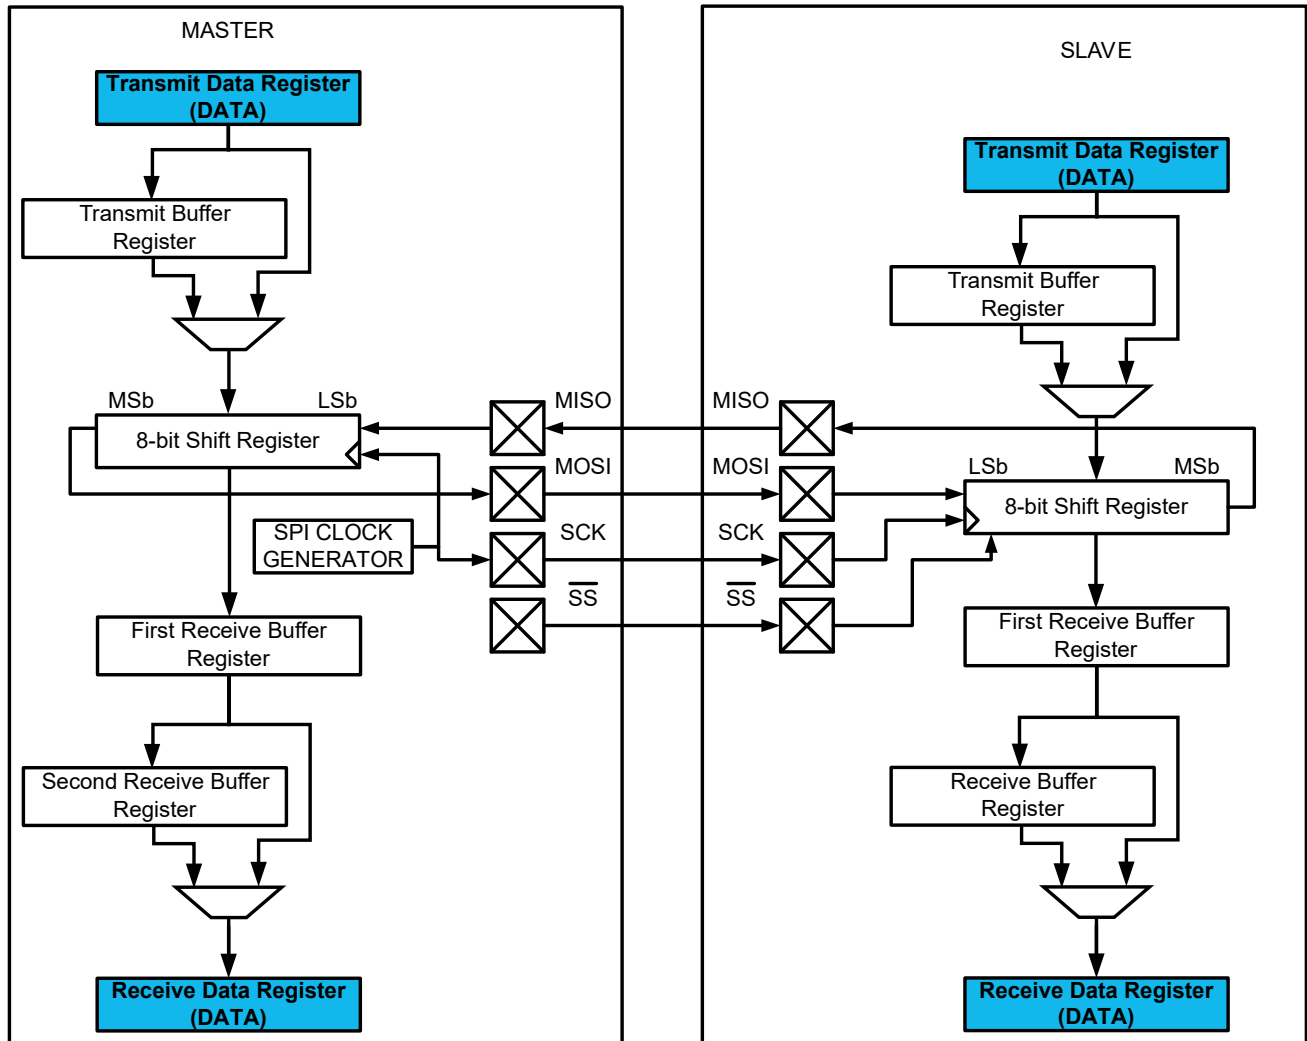 MASTER
Transmit Data Register
(DATA)
Transmit Buffer
Register
MSb
LSb
8-bit Shift Register
SPI CLOCK
GENERATOR
First Receive Buffer
Register
Second Receive Buffer
Register
Receive Data Register
(DATA)
MISO
MOSI
SCK
SS
SLAVE
Transmit Data Register
(DATA)
Transmit Buffer
Register
MISO
MOSI
SCK
SS
LSb
MSb
8-bit Shift Register
First Receive Buffer
Register
Receive Buffer
Register
Receive Data Register
(DATA)